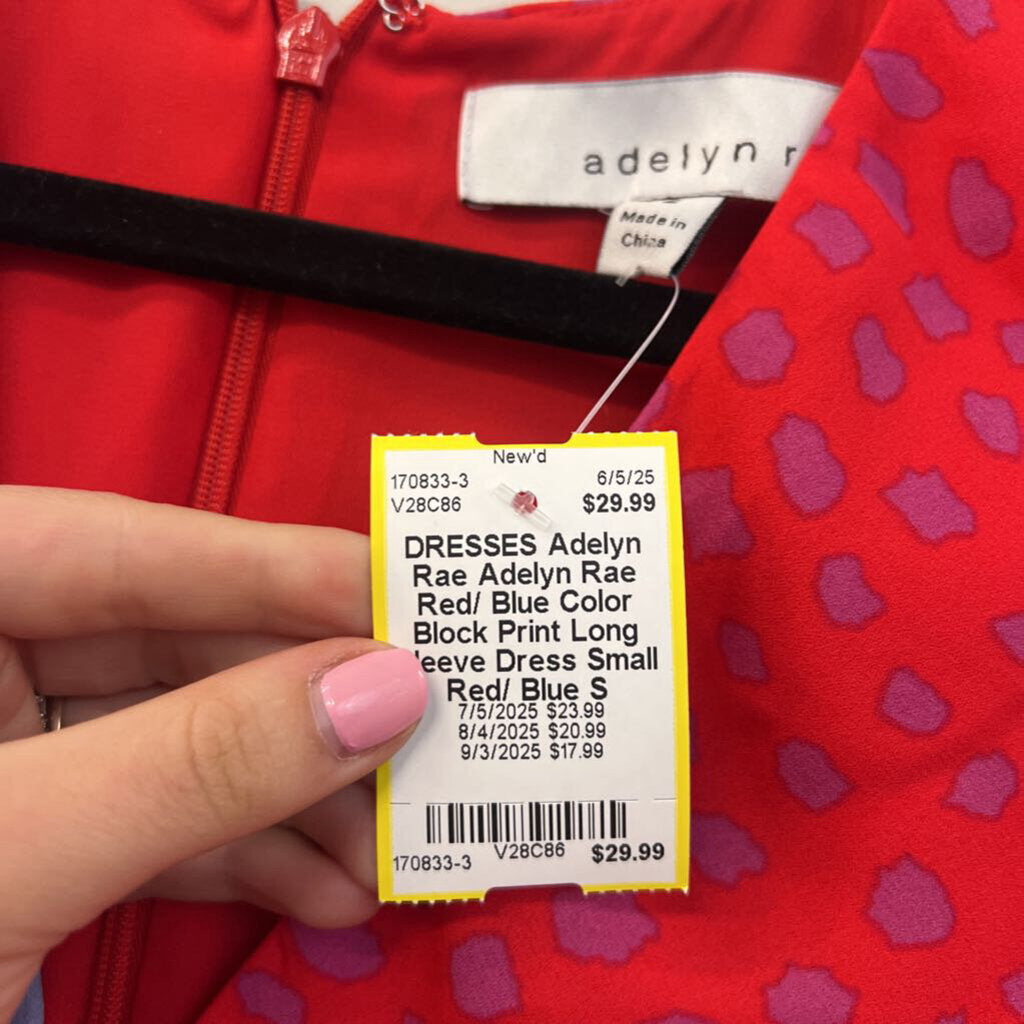 adelyn r
Made in
China
New'd
170833-3 6/5/25
V28C86 $29.99
DRESSES Adelyn
Rae Adelyn Rae
Red/ Blue Color
Block Print Long
leeve Dress Small
Red/ Blue S
7/5/2025 $23.99
8/4/2025 $20.99
9/3/2025 $17.99
170833-3 V28C86 $29.99